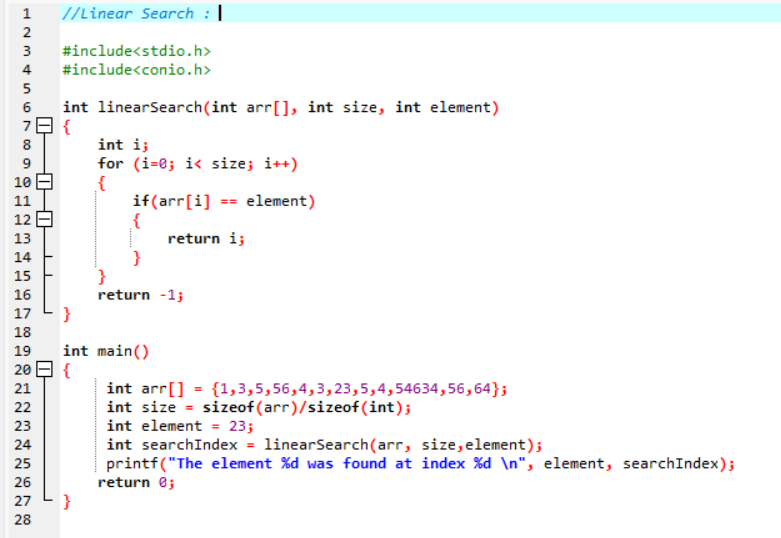 1 //Linear Search :
2
3 #include<stdio.h>
4 #include<conio.h>
5
6 int linearSearch(int arr[], int size, int element)
7 {
8     int i;
9     for (i=0; i< size; i++)
10     {
11         if(arr[i] == element)
12         {
13             return i;
14         }
15     }
16     return -1;
17 }
18
19 int main()
20 {
21      int arr[] = {1,3,5,56,4,3,23,5,4,54634,56,64};
22      int size = sizeof(arr)/sizeof(int);
23      int element = 23;
24      int searchIndex = linearSearch(arr, size,element);
25      printf("The element %d was found at index %d \n", element, searchIndex);
26     return 0;
27 }
28